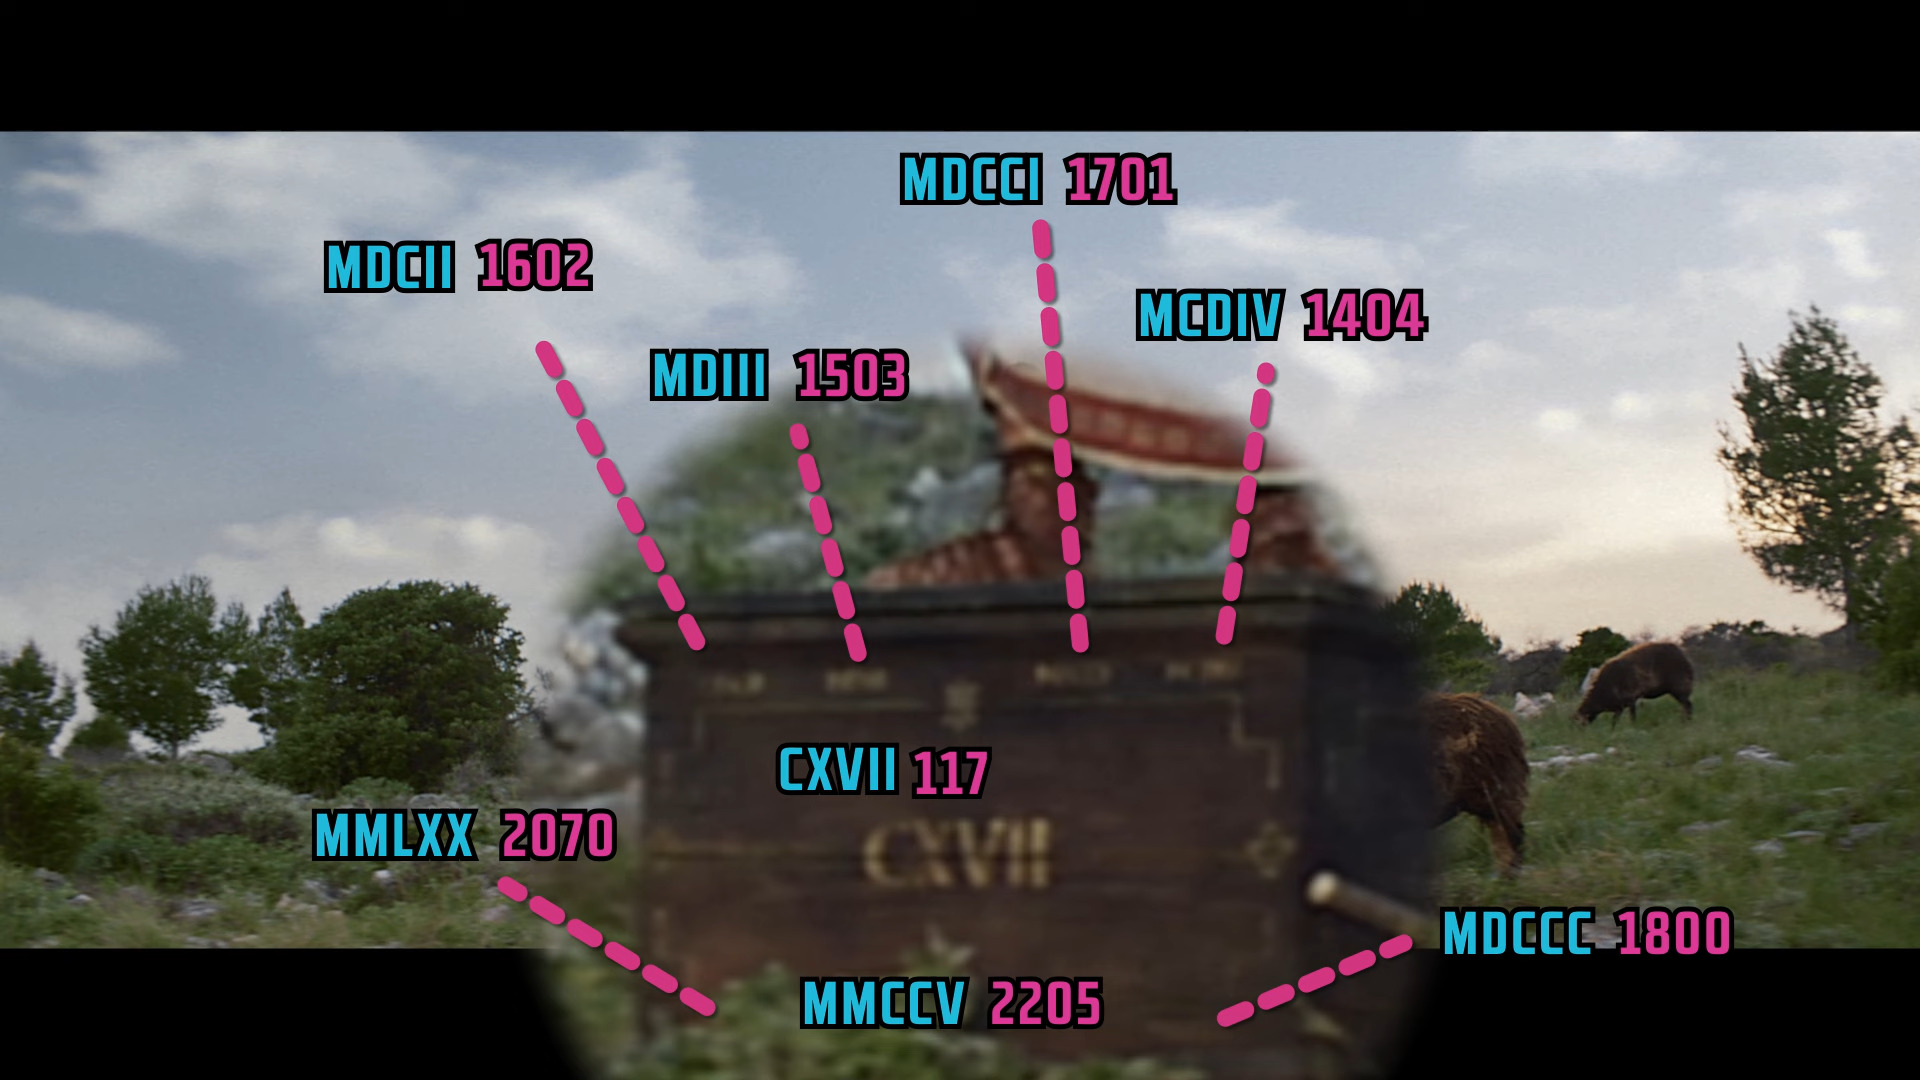 MDCCI 1701
MDCII 1602
MCDIV 1404
MDIII 1503
CXVII 117
MMLXX 2070
CXVII
MDCCC 1800
MMCCV 2205